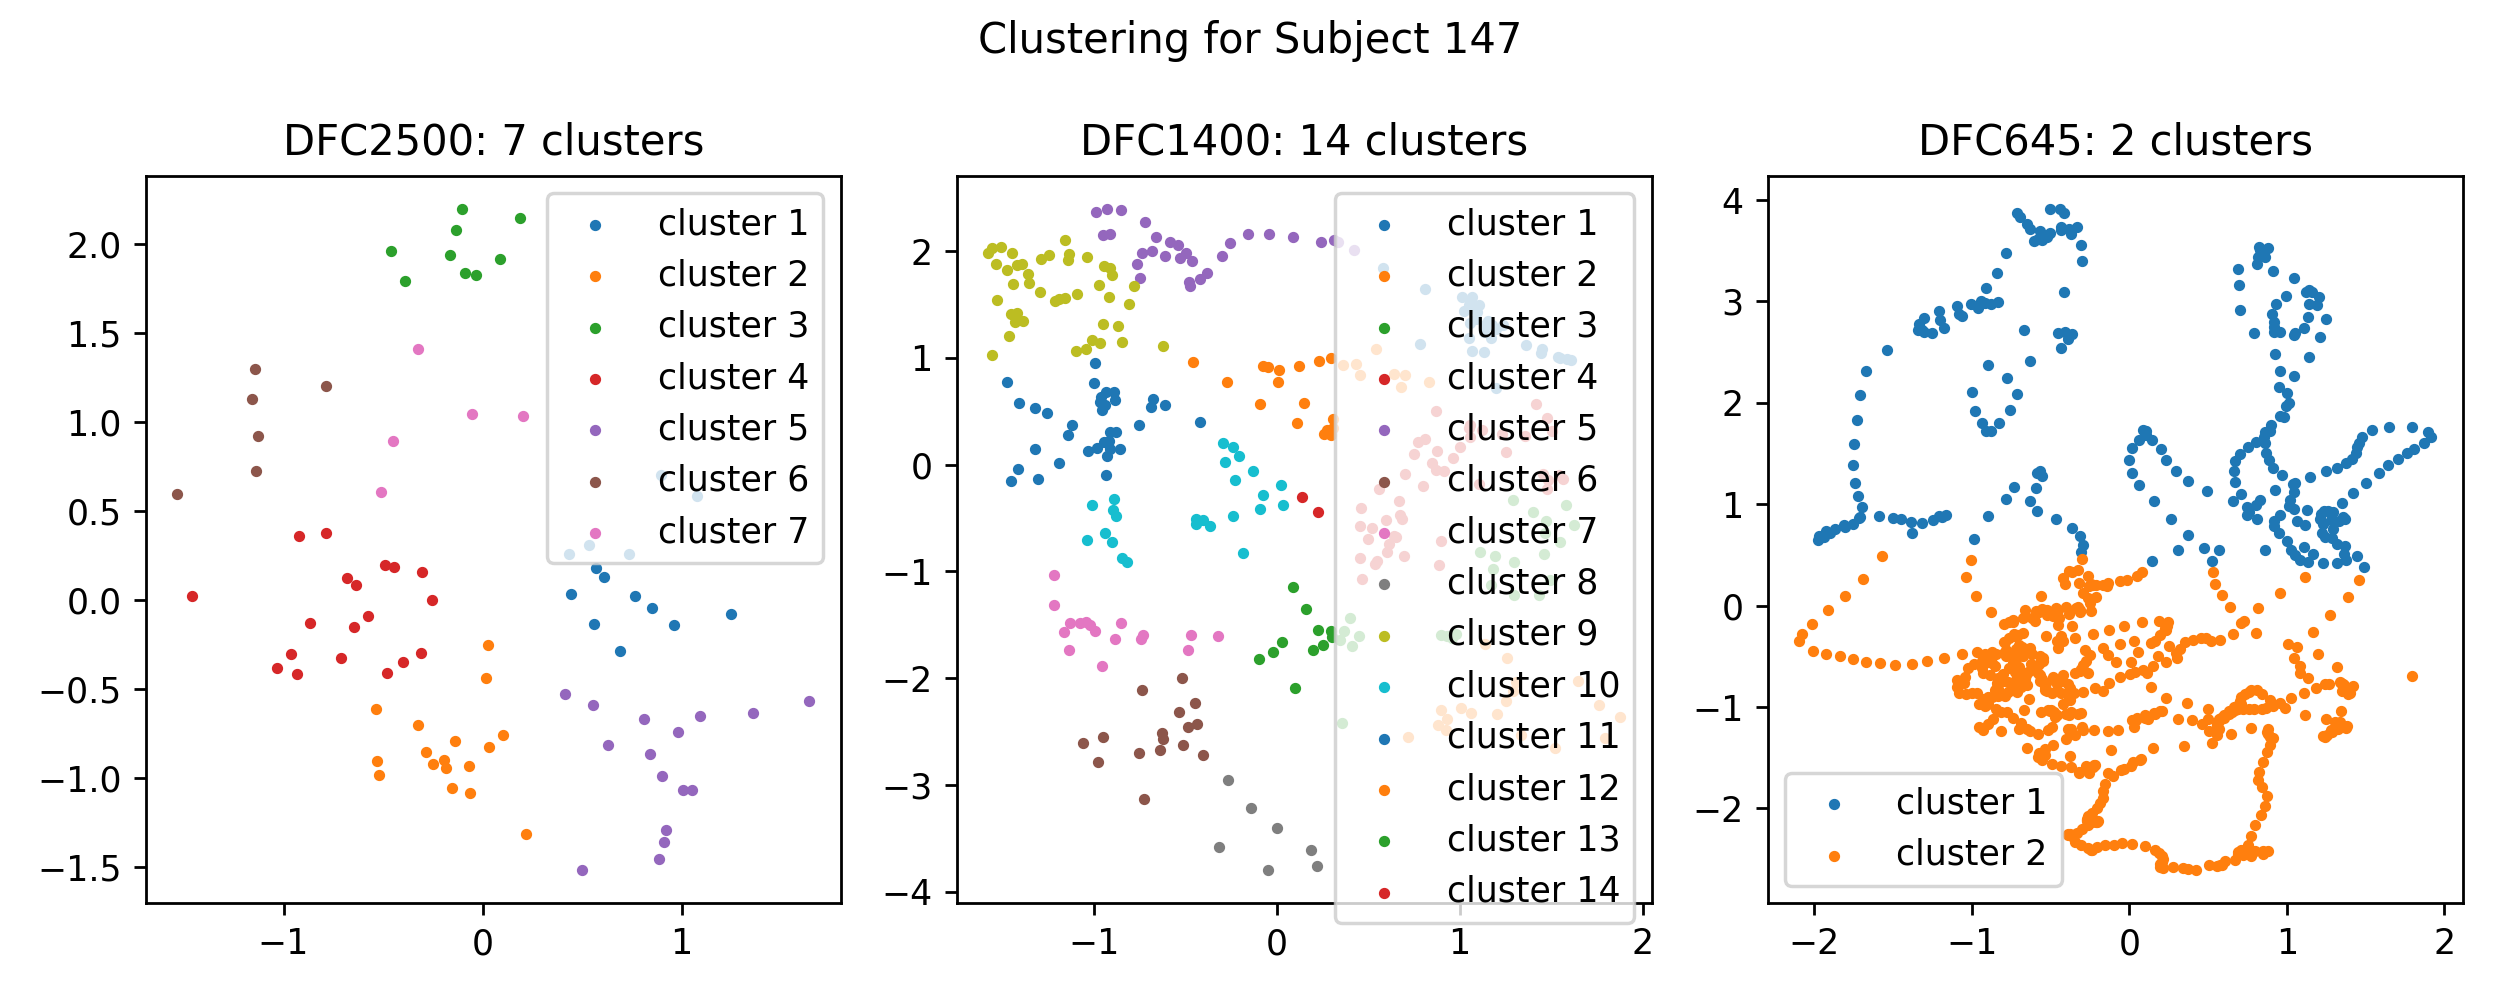 Clustering for Subject 147
DFC2500: 7 clusters
2.0
1.5
1.0
0.5
0.0
−0.5
−1.0
−1.5
−1
0
1
cluster 1
cluster 2
cluster 3
cluster 4
cluster 5
cluster 6
cluster 7
DFC1400: 14 clusters
2
1
0
−1
−2
−3
−4
−1
0
1
2
cluster 1
cluster 2
cluster 3
cluster 4
cluster 5
cluster 6
cluster 7
cluster 8
cluster 9
cluster 10
cluster 11
cluster 12
cluster 13
cluster 14
DFC645: 2 clusters
4
3
2
1
0
−1
−2
−2
−1
0
1
2
cluster 1
cluster 2